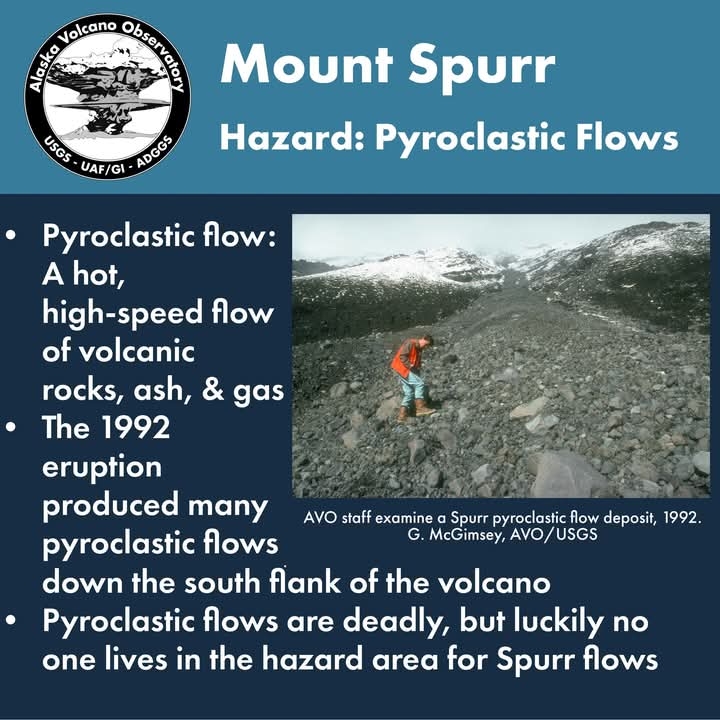 Alaska Volcano Observatory
USGS - UAF/GI - ADGGS
Mount Spurr
Hazard: Pyroclastic Flows
• Pyroclastic flow:
A hot,
high-speed flow
of volcanic
rocks, ash, & gas
• The 1992
eruption
produced many
pyroclastic flows
down the south flank of the volcano
• Pyroclastic flows are deadly, but luckily no
one lives in the hazard area for Spurr flows
AVO staff examine a Spurr pyroclastic flow deposit, 1992.
G. McGimsey, AVO/USGS